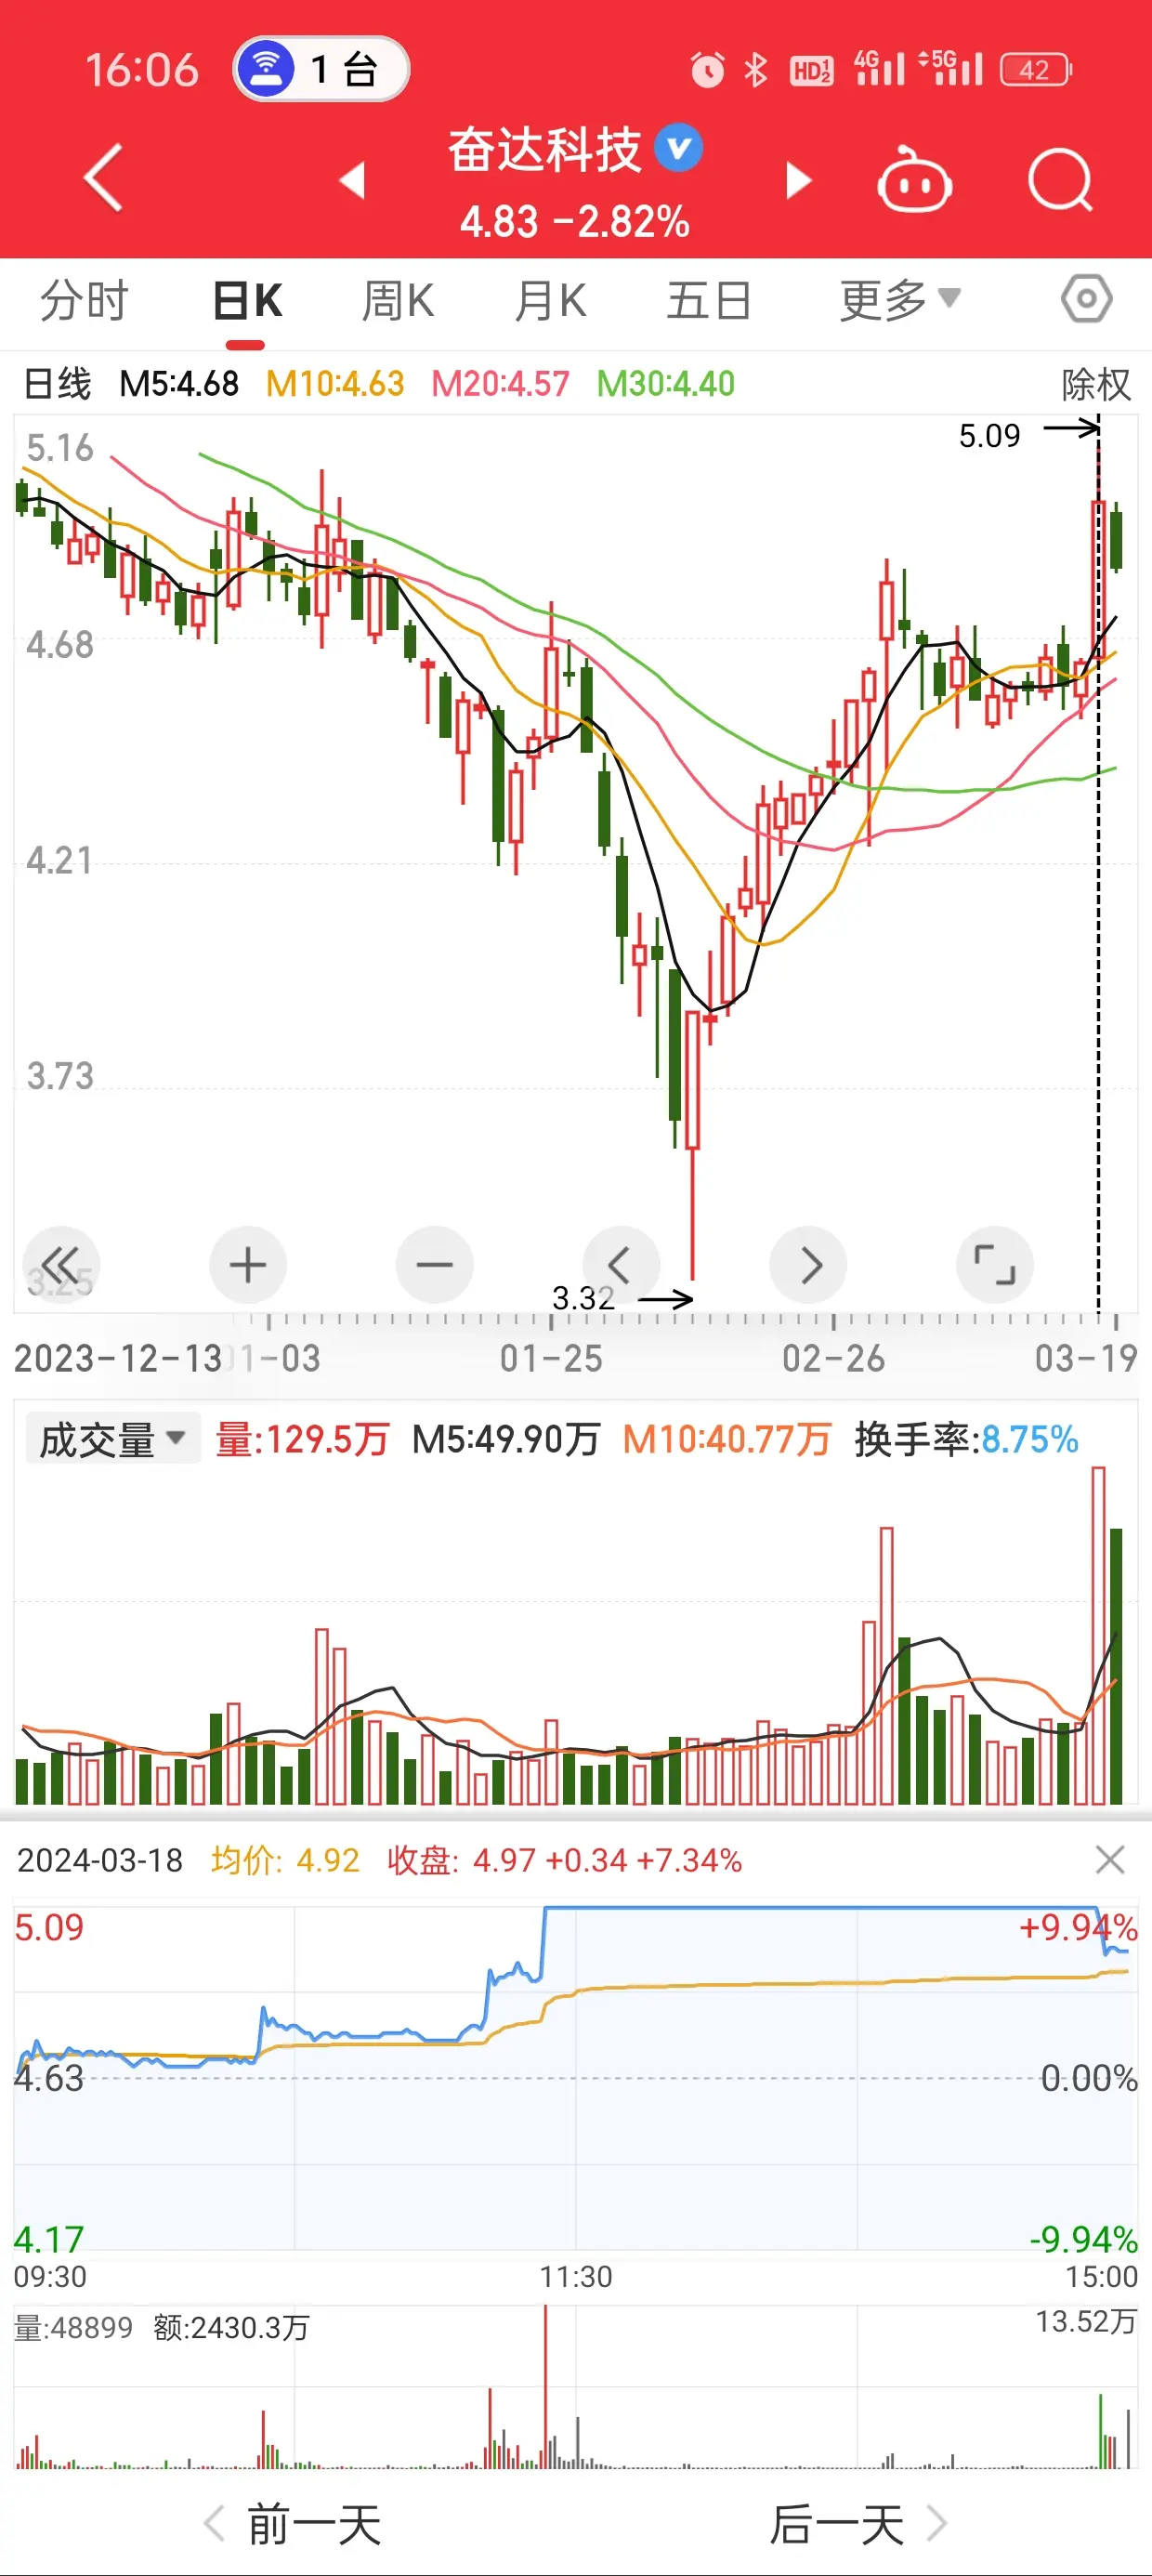 16:06 1 台 HD1 2 4G 5G 42
奋达科技
4.83 -2.82%
分时 日K 周K 月K 五日 更多
日线 M5:4.68 M10:4.63 M20:4.57 M30:4.40 除权
5.09
5.16
4.68
4.21
3.73
3.25
3.32
2023-12-13 01-03 01-25 02-26 03-19
成交量 量:129.5万 M5:49.90万 M10:40.77万 换手率:8.75%
2024-03-18 均价: 4.92 收盘: 4.97 +0.34 +7.34%
5.09 +9.94%
4.63 0.00%
4.17 -9.94%
09:30 11:30 15:00
量:48899 额:2430.3万 13.52万
前一天 后一天